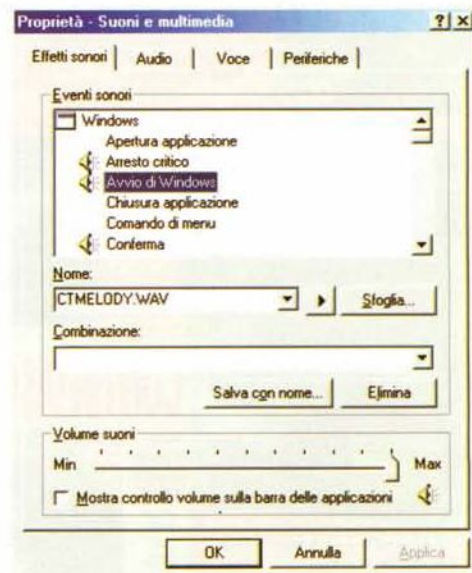 Proprietà - Suoni e multimedia
Effetti sonori
Audio
Voce
Periferiche
Eventi sonori
Windows
Apertura applicazione
Arresto critico
Avvio di Windows
Chiusura applicazione
Comando di menu
Conferma
Nome:
CTMELODY.WAV
Sfoglia...
Combinazione:
Salva con nome...
Elimina
Volume suoni
Min
Max
Mostra controllo volume sulla barra delle applicazioni
OK
Annulla
Applica